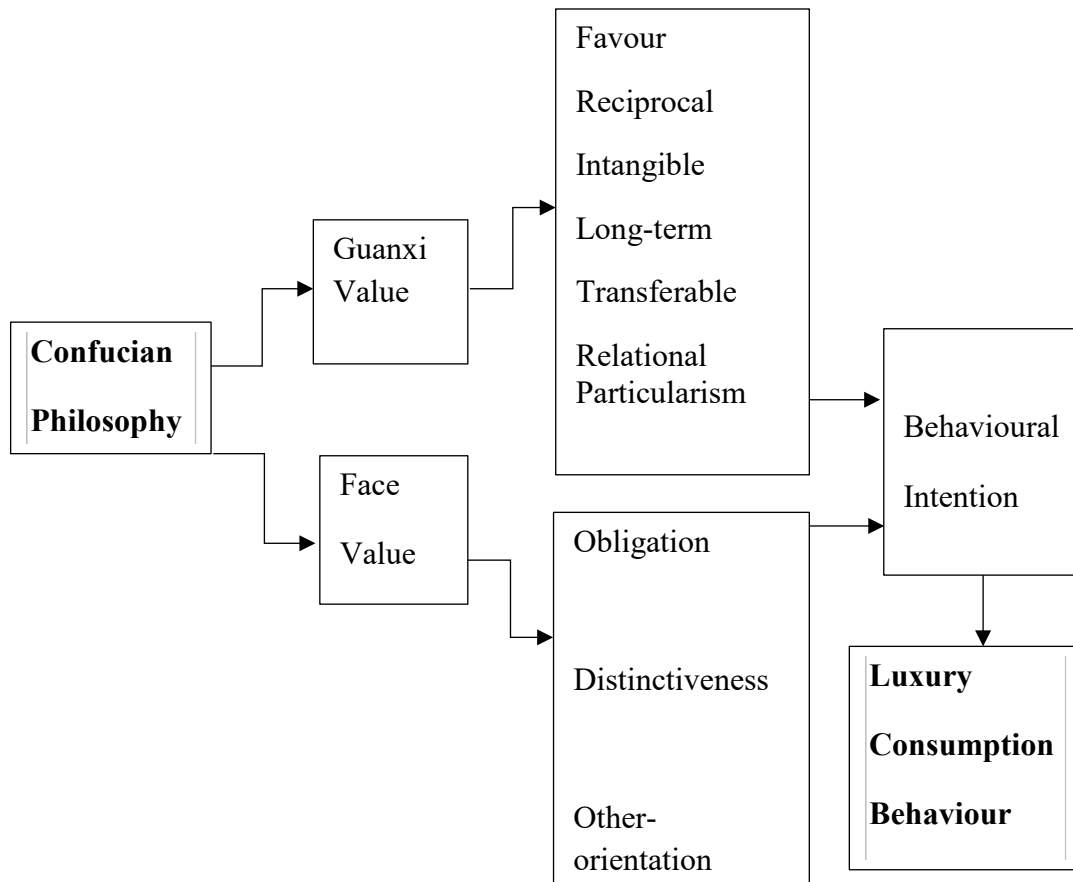 Favour
Reciprocal
Intangible
Long-term
Transferable
Relational
Particularism
Guanxi
Value
Confucian
Philosophy
Face
Value
Obligation
Distinctiveness
Other-
orientation
Behavioural
Intention
Luxury
Consumption
Behaviour